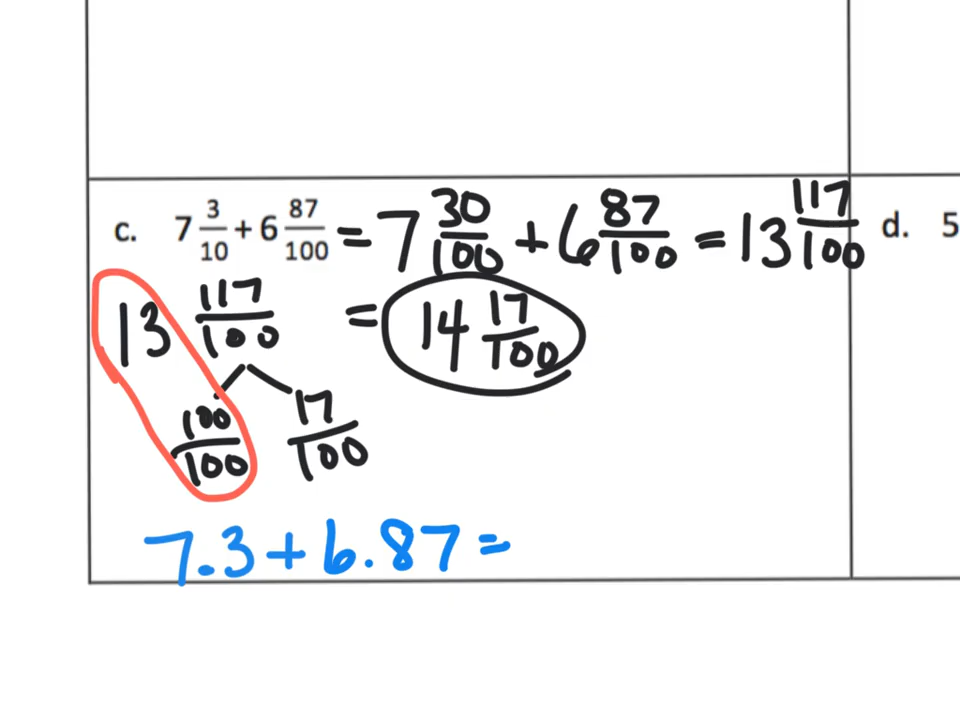 c. 7 3/10 + 6 87/100 = 7 30/100 + 6 87/100 = 13 117/100 d. 5
13 117/100 = 14 17/100
100/100 17/100
7.3 + 6.87 =